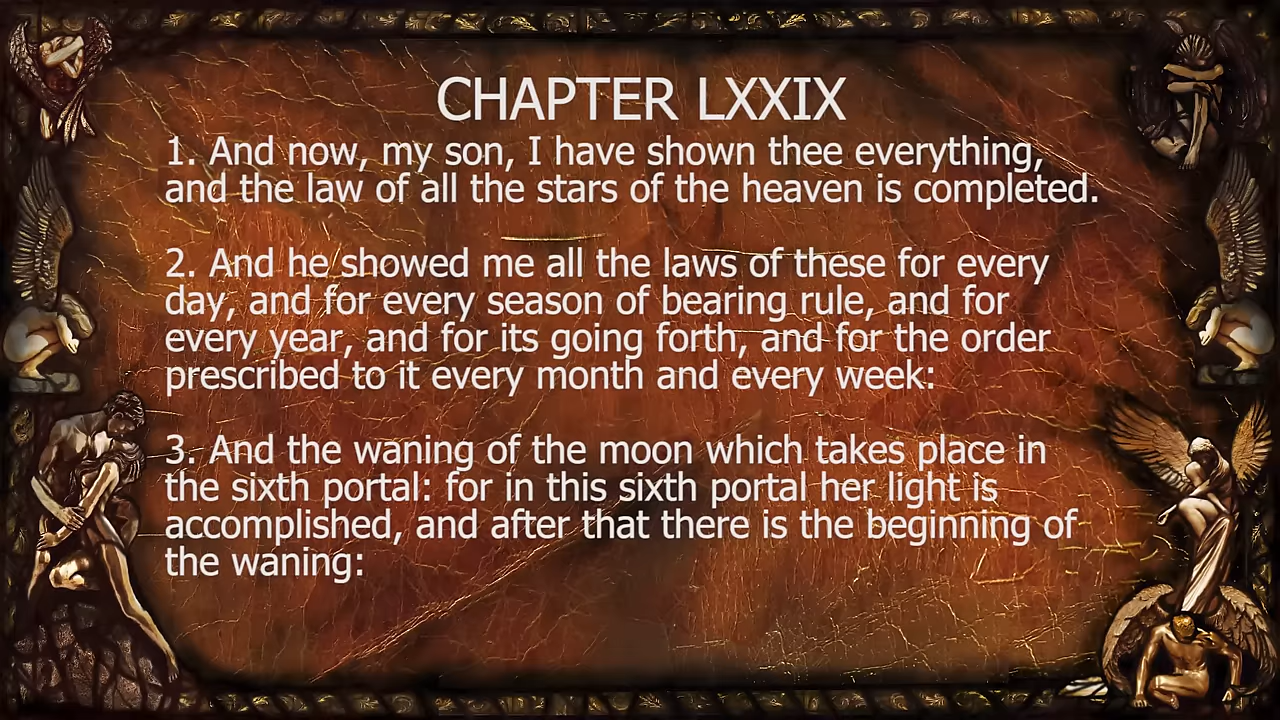 CHAPTER LXXIX
1. And now, my son, I have shown thee everything,
and the law of all the stars of the heaven is completed.
2. And he showed me all the laws of these for every
day, and for every season of bearing rule, and for
every year, and for its going forth, and for the order
prescribed to it every month and every week:
3. And the waning of the moon which takes place in
the sixth portal: for in this sixth portal her light is
accomplished, and after that there is the beginning of
the waning: